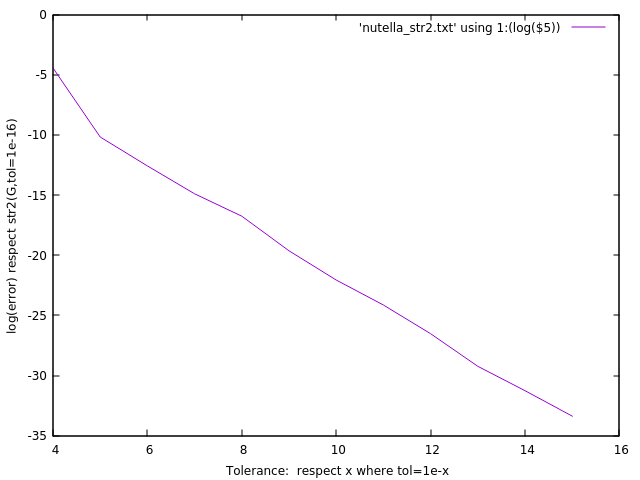 0
'nutella_str2.txt' using 1:(log($5))
-5
-10
-15
-20
-25
-30
-35
log(error) respect str2(G,tol=1e-16)
4 6 8 10 12 14 16
Tolerance:  respect x where tol=1e-x